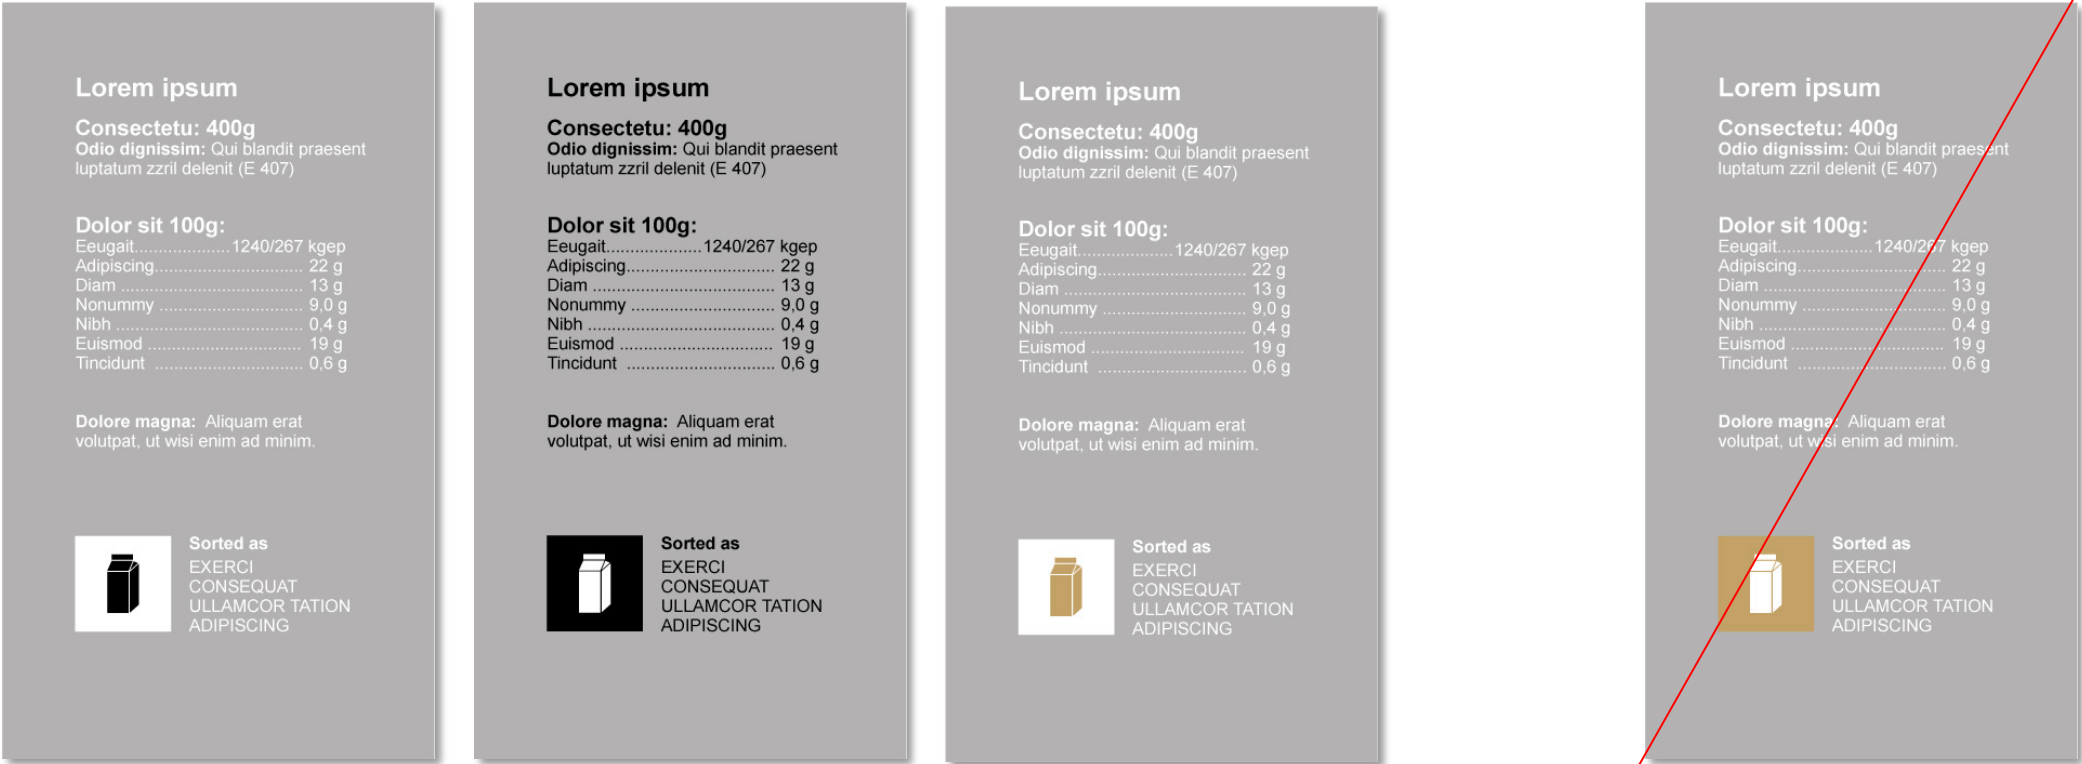 Lorem ipsum
Consectetu: 400g
Odio dignissim: Qui blandit praesent
luptatum zzril delenit (E 407)
Dolor sit 100g:
Eeugait....................1240/267 kgep
Adipiscing............................... 22 g
Diam ................................ 13 g
Nonummy .............................. 9,0 g
Nibh ....................................... 0,4 g
Euismod ................................ 19 g
Tincidunt ............................... 0,6 g
Dolore magna: Aliquam erat
volutpat, ut wisi enim ad minim.
Sorted as
EXERCI
CONSEQUAT
ULLAMCOR TATION
ADIPISCING
Lorem ipsum
Consectetu: 400g
Odio dignissim: Qui blandit praesent
luptatum zzril delenit (E 407)
Dolor sit 100g:
Eeugait....................1240/267 kgep
Adipiscing............................... 22 g
Diam ................................ 13 g
Nonummy .............................. 9,0 g
Nibh ....................................... 0,4 g
Euismod ................................ 19 g
Tincidunt ............................... 0,6 g
Dolore magna: Aliquam erat
volutpat, ut wisi enim ad minim.
Sorted as
EXERCI
CONSEQUAT
ULLAMCOR TATION
ADIPISCING
Lorem ipsum
Consectetu: 400g
Odio dignissim: Qui blandit praesent
luptatum zzril delenit (E 407)
Dolor sit 100g:
Eeugait....................1240/267 kgep
Adipiscing............................... 22 g
Diam ................................ 13 g
Nonummy .............................. 9,0 g
Nibh ....................................... 0,4 g
Euismod ................................ 19 g
Tincidunt ............................... 0,6 g
Dolore magna: Aliquam erat
volutpat, ut wisi enim ad minim.
Sorted as
EXERCI
CONSEQUAT
ULLAMCOR TATION
ADIPISCING
Lorem ipsum
Consectetu: 400g
Odio dignissim: Qui blandit praesent
luptatum zzril delenit (E 407)
Dolor sit 100g:
Eeugait....................1240/267 kgep
Adipiscing............................... 22 g
Diam ................................ 13 g
Nonummy .............................. 9,0 g
Nibh ....................................... 0,4 g
Euismod ................................ 19 g
Tincidunt ............................... 0,6 g
Dolore magna: Aliquam erat
volutpat, ut wisi enim ad minim.
Sorted as
EXERCI
CONSEQUAT
ULLAMCOR TATION
ADIPISCING